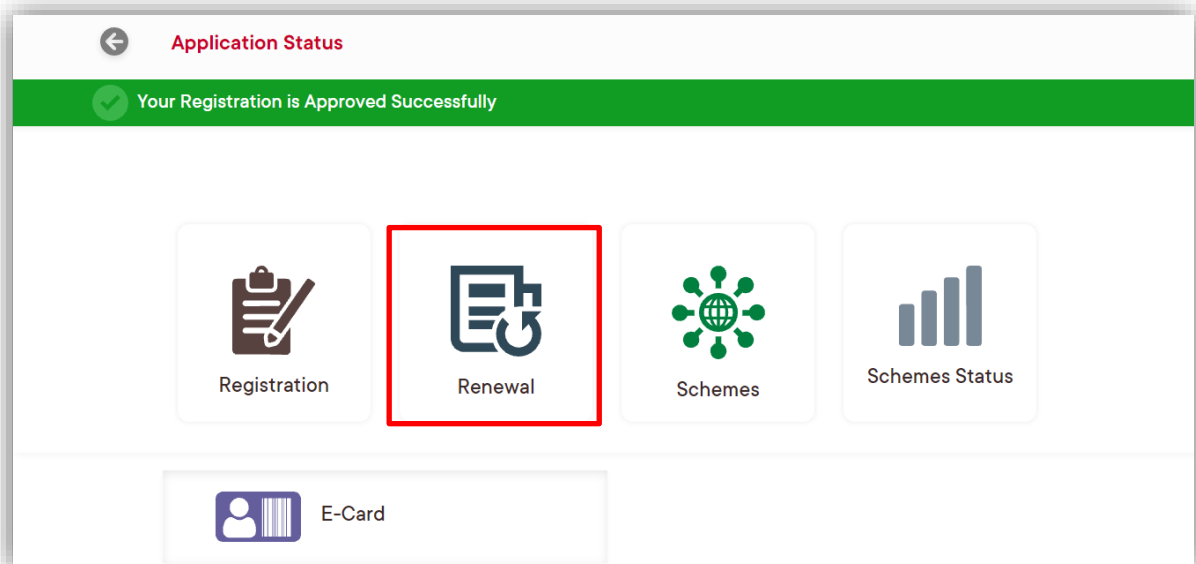 Application Status
Your Registration is Approved Successfully
Registration
Renewal
Schemes
Schemes Status
E-Card